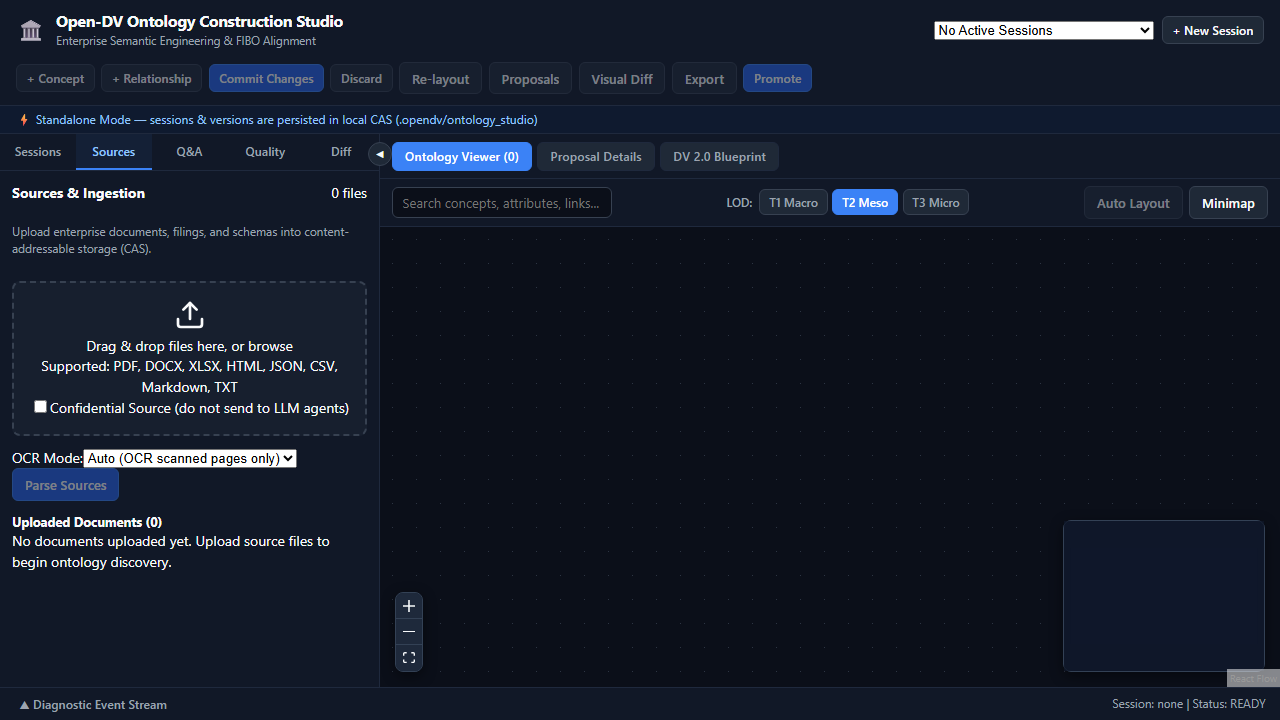 Open-DV Ontology Construction Studio
Enterprise Semantic Engineering & FIBO Alignment
No Active Sessions
+ New Session
+ Concept
+ Relationship
Commit Changes
Discard
Re-layout
Proposals
Visual Diff
Export
Promote
Standalone Mode — sessions & versions are persisted in local CAS (.opendv/ontology_studio)
Sessions
Sources
Q&A
Quality
Diff
Ontology Viewer (0)
Proposal Details
DV 2.0 Blueprint
Sources & Ingestion
0 files
Search concepts, attributes, links...
LOD:
T1 Macro
T2 Meso
T3 Micro
Auto Layout
Minimap
Upload enterprise documents, filings, and schemas into content-
addressable storage (CAS).
Drag & drop files here, or browse
Supported: PDF, DOCX, XLSX, HTML, JSON, CSV,
Markdown, TXT
Confidential Source (do not send to LLM agents)
OCR Mode:
Auto (OCR scanned pages only)
Parse Sources
Uploaded Documents (0)
No documents uploaded yet. Upload source files to
begin ontology discovery.
React Flow
Diagnostic Event Stream
Session: none | Status: READY